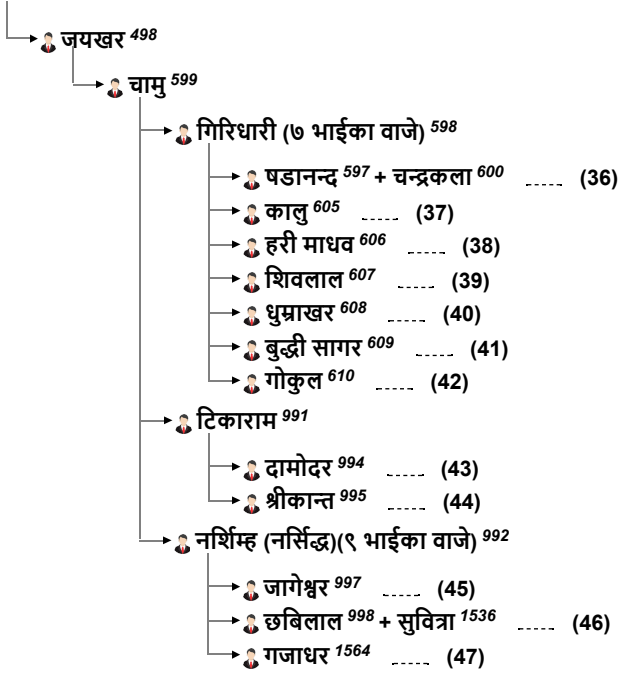 जयखर 498
चामु 599
गिरिधारी (७ भाईका वाजे) 598
षडानन्द 597 + चन्द्रकला 600 (36)
कालु 605 (37)
हरी माधव 606 (38)
शिवलाल 607 (39)
धुम्राखर 608 (40)
बुद्धी सागर 609 (41)
गोकुल 610 (42)
टिकाराम 991
दामोदर 994 (43)
श्रीकान्त 995 (44)
नर्शिम्ह (नर्सिद्ध)(९ भाईका वाजे) 992
जागेश्वर 997 (45)
छबिलाल 998 + सुवित्रा 1536 (46)
गजाधर 1564 (47)